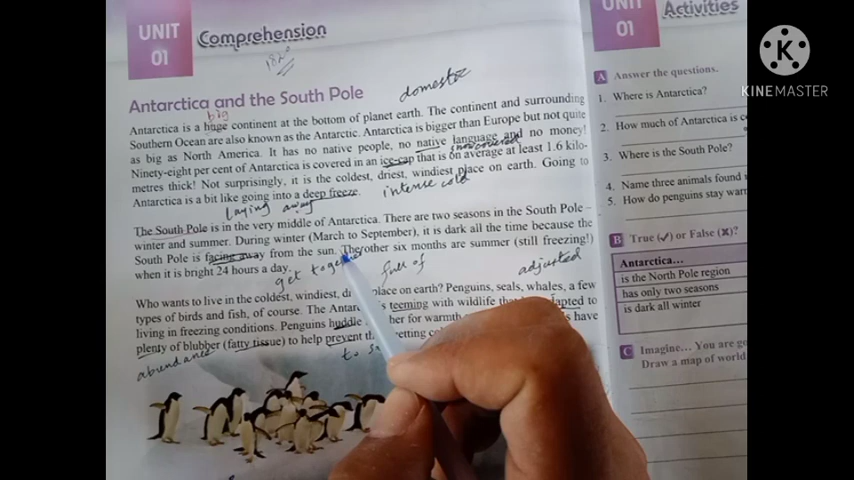 UNIT 01
Comprehension
182°
Antarctica and the South Pole
domestic
big
Antarctica is a huge continent at the bottom of planet earth. The continent and surrounding
Southern Ocean are also known as the Antarctic. Antarctica is bigger than Europe but not quite
as big as North America. It has no native people, no native language and no money!
snow covered
Ninety-eight per cent of Antarctica is covered in an ice-cap that is on average at least 1.6 kilo-
metres thick! Not surprisingly, it is the coldest, driest, windiest place on earth. Going to
Antarctica is a bit like going into a deep freeze.
intense cold
Laying away
The South Pole is in the very middle of Antarctica. There are two seasons in the South Pole –
winter and summer. During winter (March to September), it is dark all the time because the
South Pole is facing away from the sun. The other six months are summer (still freezing!)
when it is bright 24 hours a day.
get together
full of
adjusted
Who wants to live in the coldest, windiest, place on earth? Penguins, seals, whales, a few
types of birds and fish, of course. The teeming with wildlife
living in freezing conditions. Penguins huddle for warmth have
plenty of blubber (fatty tissue) to help prevent
abundance
to
UNIT 01
Activities
A Answer the questions.
1. Where is Antarctica?
2. How much of Antarctica is
3. Where is the South Pole?
4. Name three animals found
5. How do penguins stay
B True (✓) or False (✗)?
Antarctica...
is the North Pole region
has only two seasons
is dark all winter
C Imagine... You are
Draw a map of world
KINEMASTER